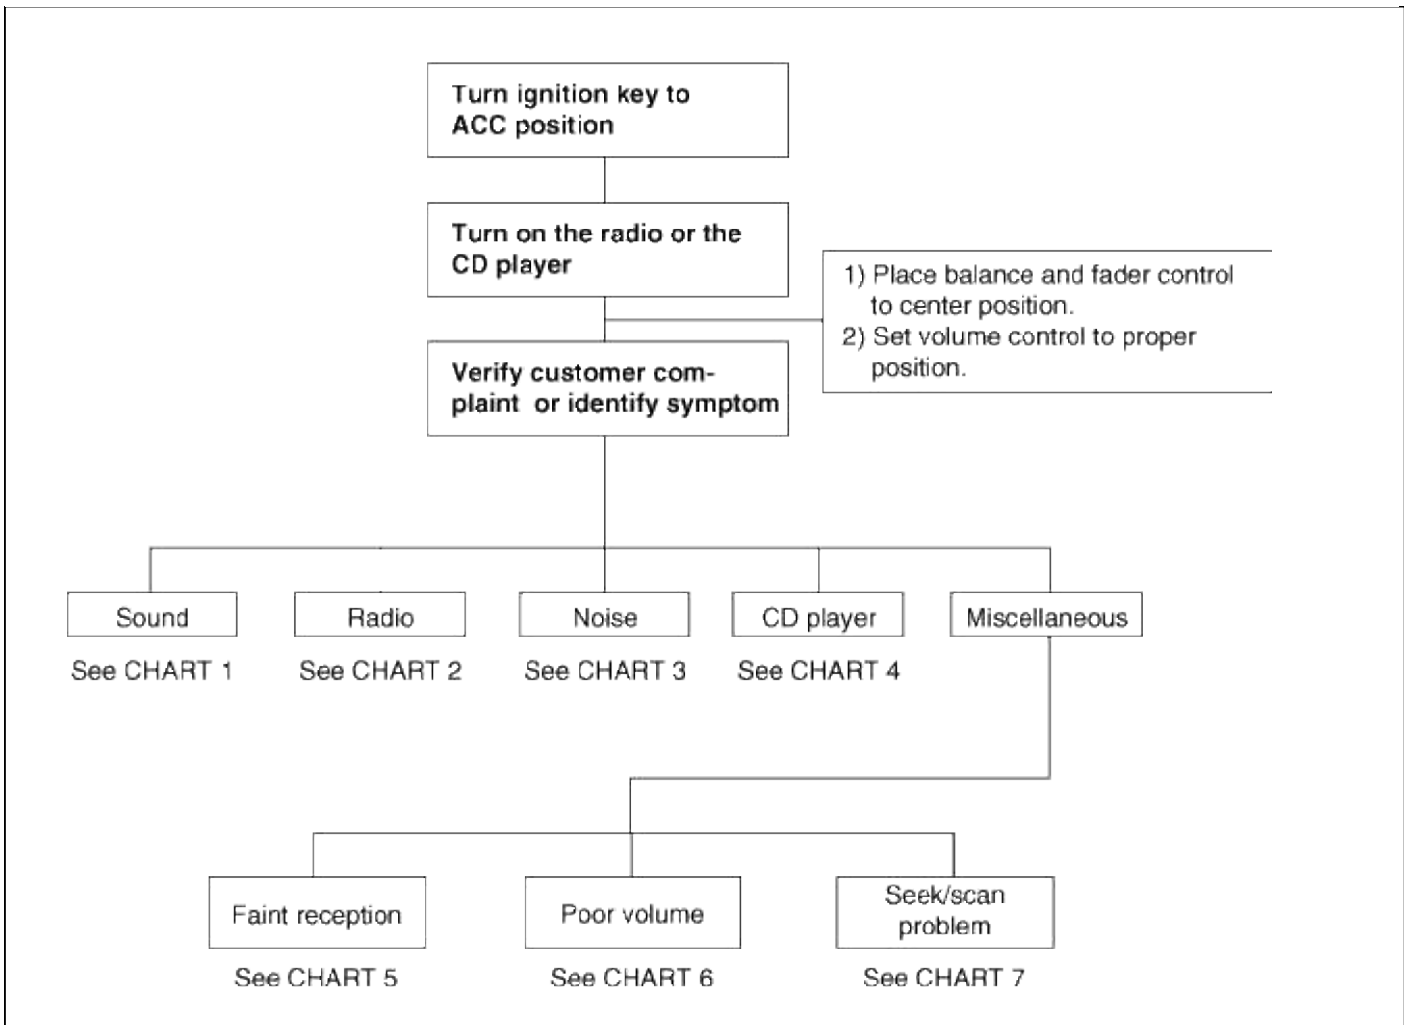 Turn ignition key to
ACC position
Turn on the radio or the
CD player
1) Place balance and fader control
to center position.
2) Set volume control to proper
position.
Verify customer com-
plaint or identify symptom
Sound
Radio
Noise
CD player
Miscellaneous
See CHART 1
See CHART 2
See CHART 3
See CHART 4
Faint reception
Poor volume
Seek/scan
problem
See CHART 5
See CHART 6
See CHART 7